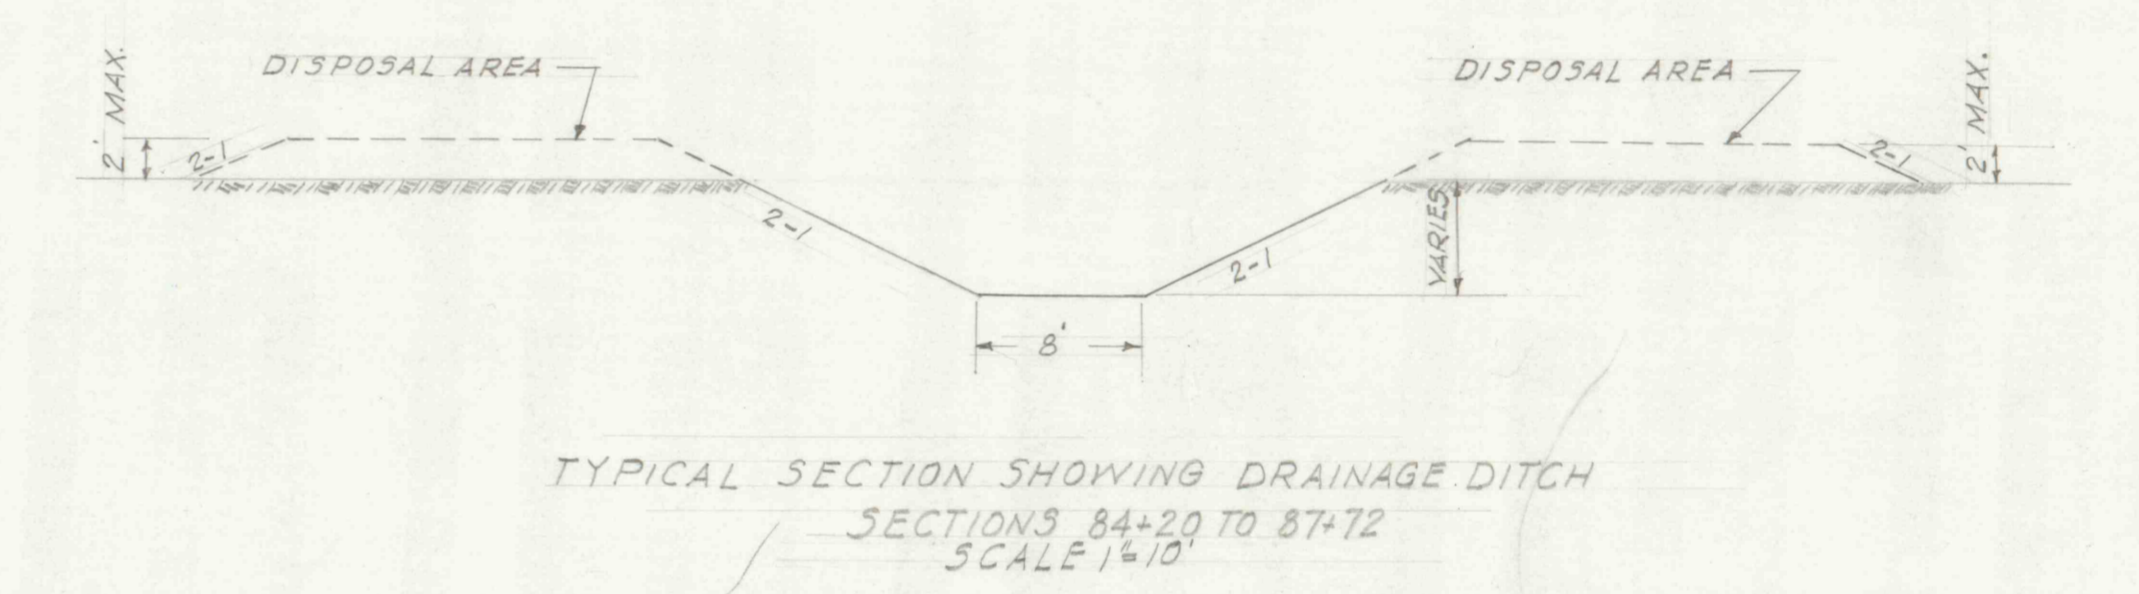 2' MAX.
DISPOSAL AREA
DISPOSAL AREA
2' MAX.
2-1
2-1
2-1
2-1
VARIES
8'
TYPICAL SECTION SHOWING DRAINAGE DITCH
SECTIONS 84+20 TO 87+72
SCALE 1"=10'